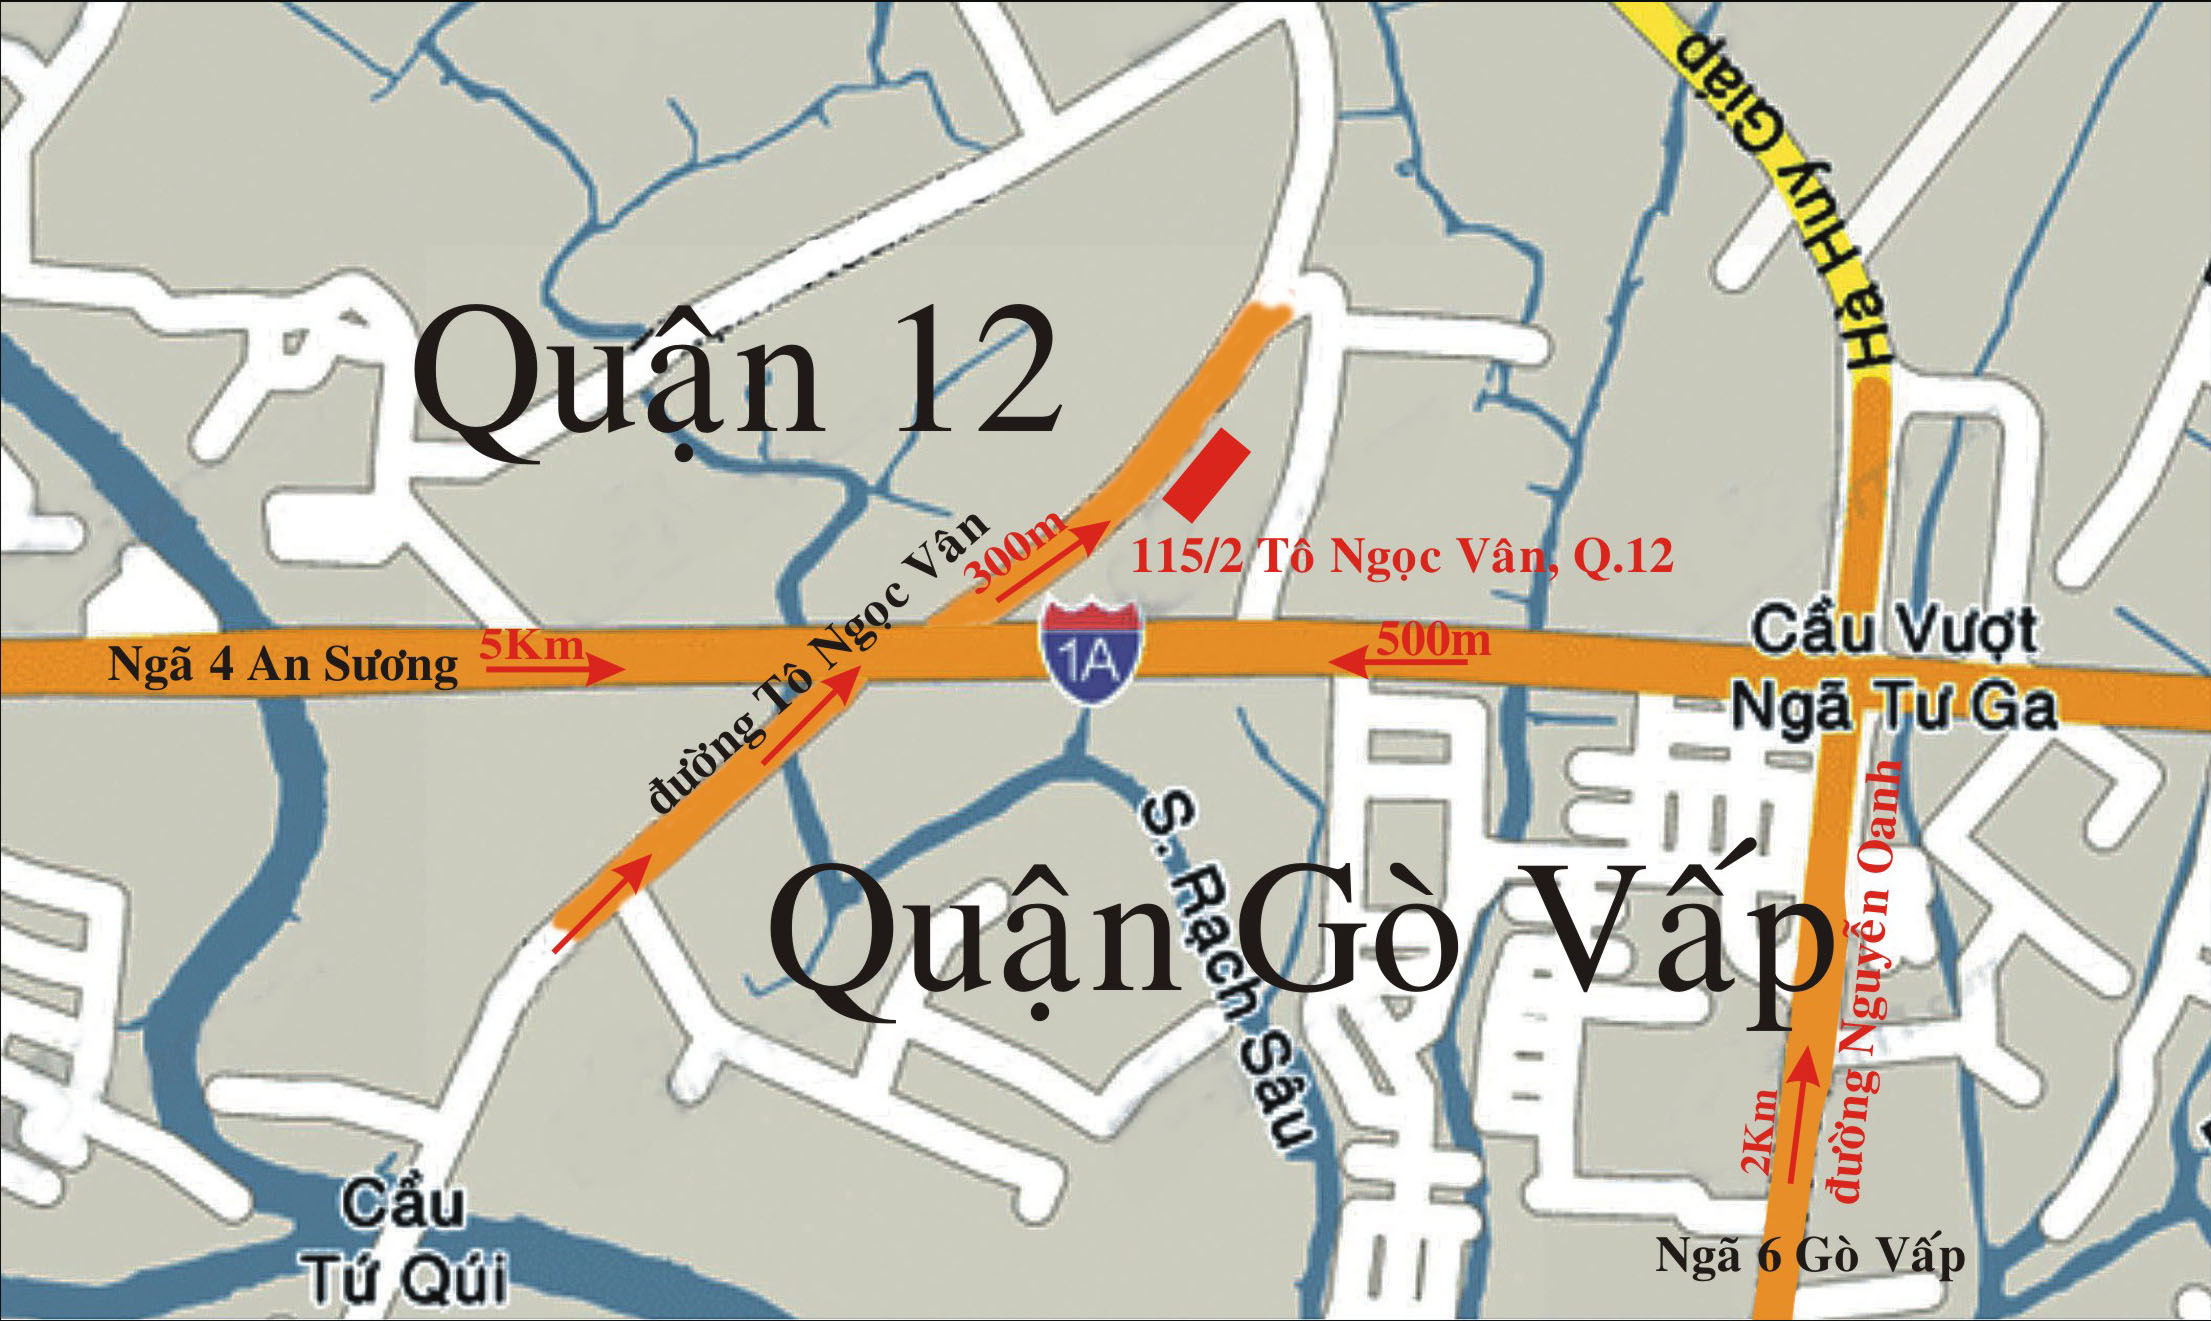 Hà Huy Giáp
Quận 12
đường Tô Ngọc Vân
300m
115/2 Tô Ngọc Vân, Q.12
Ngã 4 An Sương
5Km
1A
500m
Cầu Vượt
Ngã Tư Ga
S. Rạch Sâu
Quận Gò Vấp
đường Nguyễn Oanh
2Km
Cầu
Tứ Qúi
Ngã 6 Gò Vấp